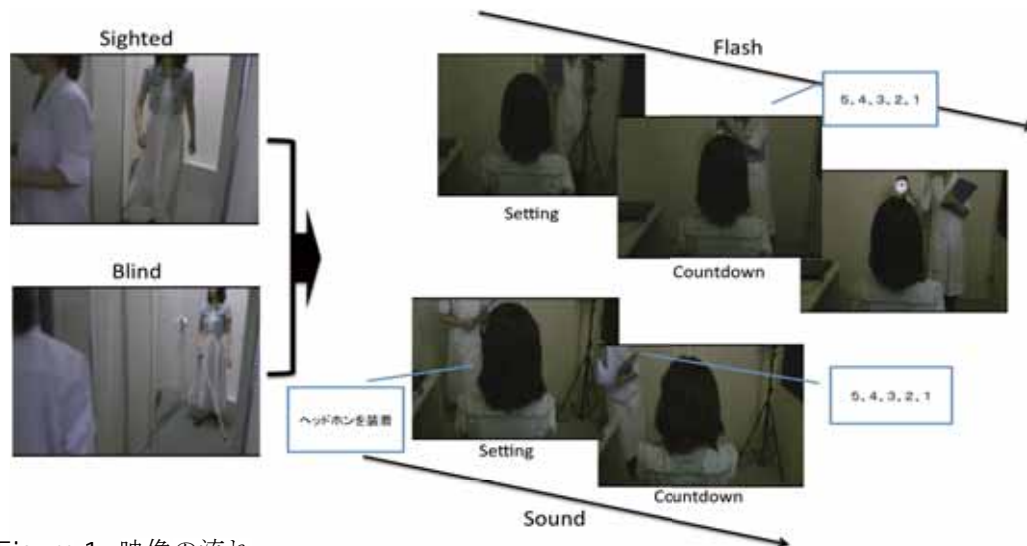 Sighted
Flash
5、4、3、2、1
Setting
Countdown
Blind
ヘッドホンを装着
5、4、3、2、1
Setting
Countdown
Sound
Figure 1 映像の流れ